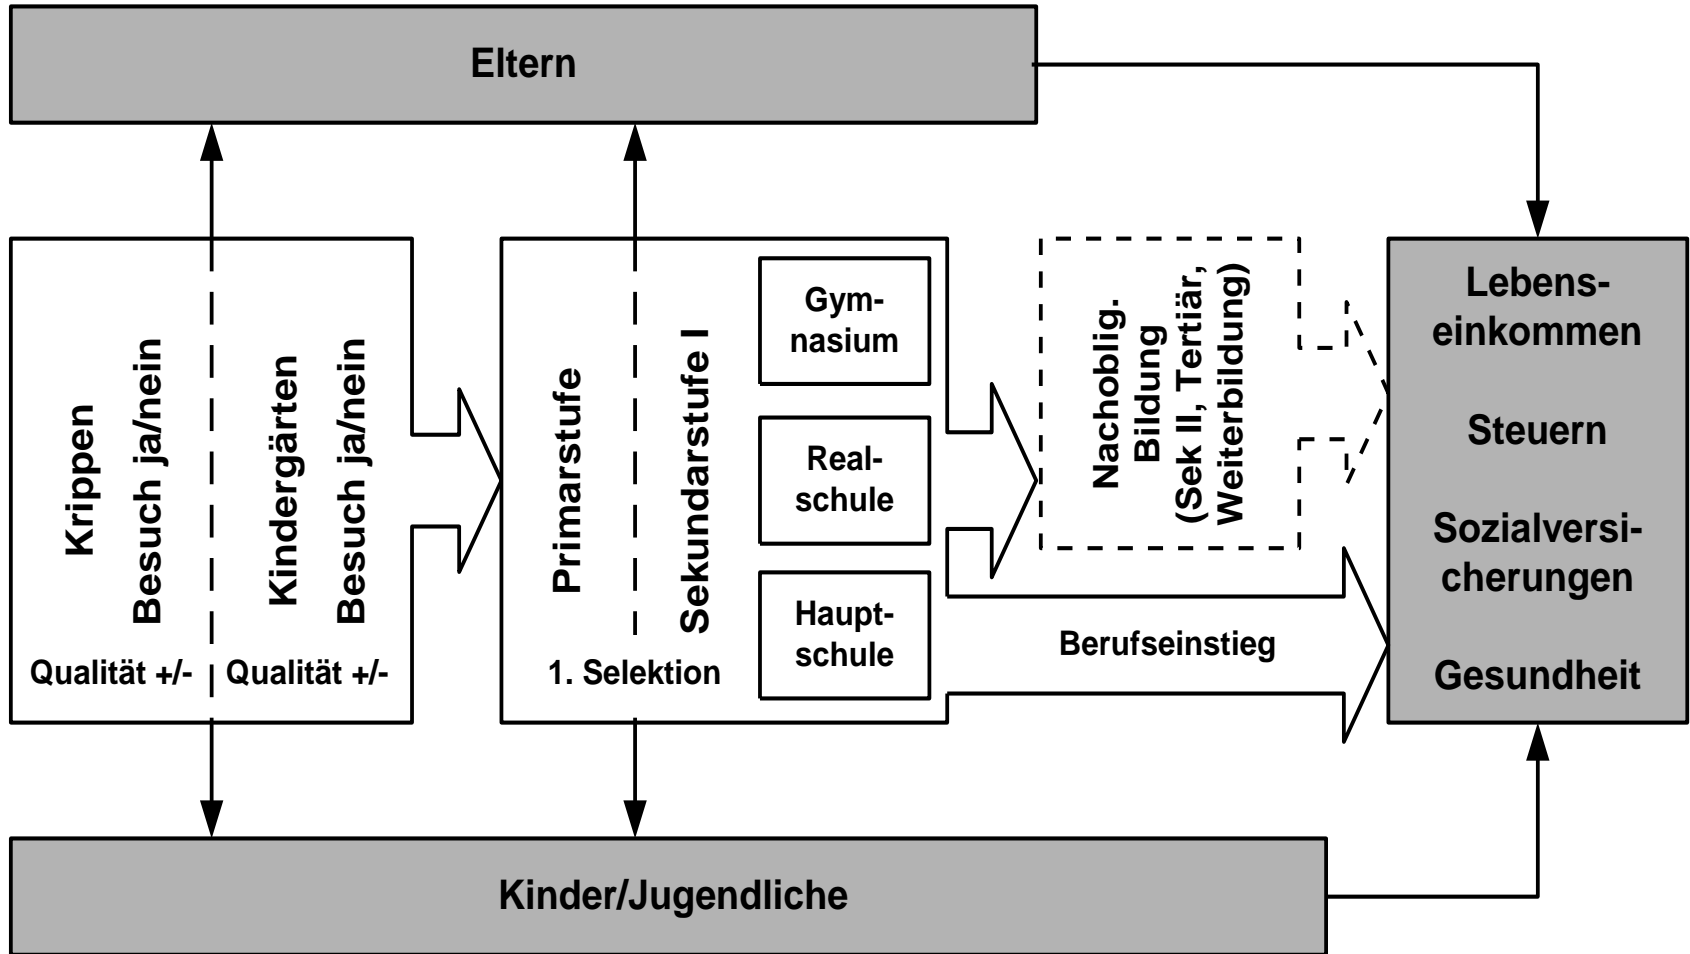 Eltern
Krippen
Besuch ja/nein
Qualität +/-
Kindergärten
Besuch ja/nein
Qualität +/-
Primarstufe
Sekundarstufe I
1. Selektion
Gym-
nasium
Real-
schule
Haupt-
schule
Nachoblig.
Bildung
(Sek II, Tertiär,
Weiterbildung)
Berufseinstieg
Lebens-
einkommen
Steuern
Sozialversi-
cherungen
Gesundheit
Kinder/Jugendliche